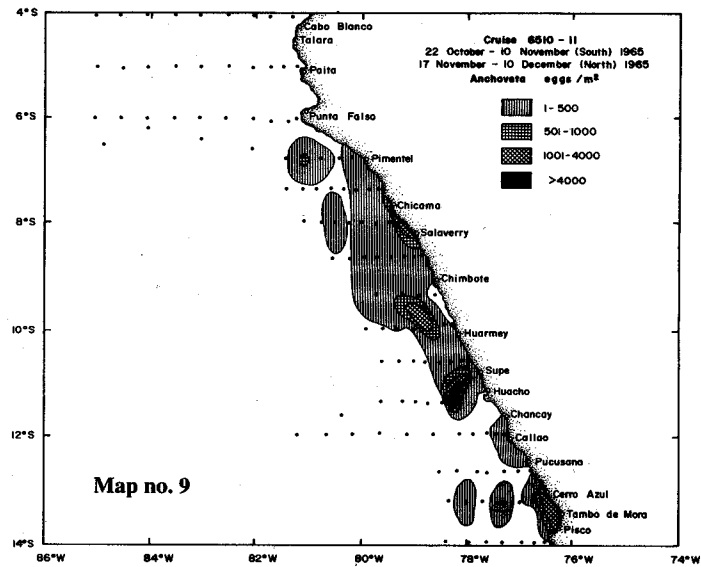 4°S
Cabo Blanco
Talara
Cruise 6510-11
22 October - 10 November (South) 1965
17 November - 10 December (North) 1965
Anchoveta eggs /m²
Paita
6°S
Punta Falso
1-500
501-1000
1001-4000
>4000
Pimentel
Chicama
8°S
Salaverry
Chimbote
10°S
Huarmey
Supe
Huacho
Chancay
12°S
Callao
Pucusana
Map no. 9
Cerro Azul
Tambo de Mora
Pisco
14°S
86°W
84°W
82°W
80°W
78°W
76°W
74°W